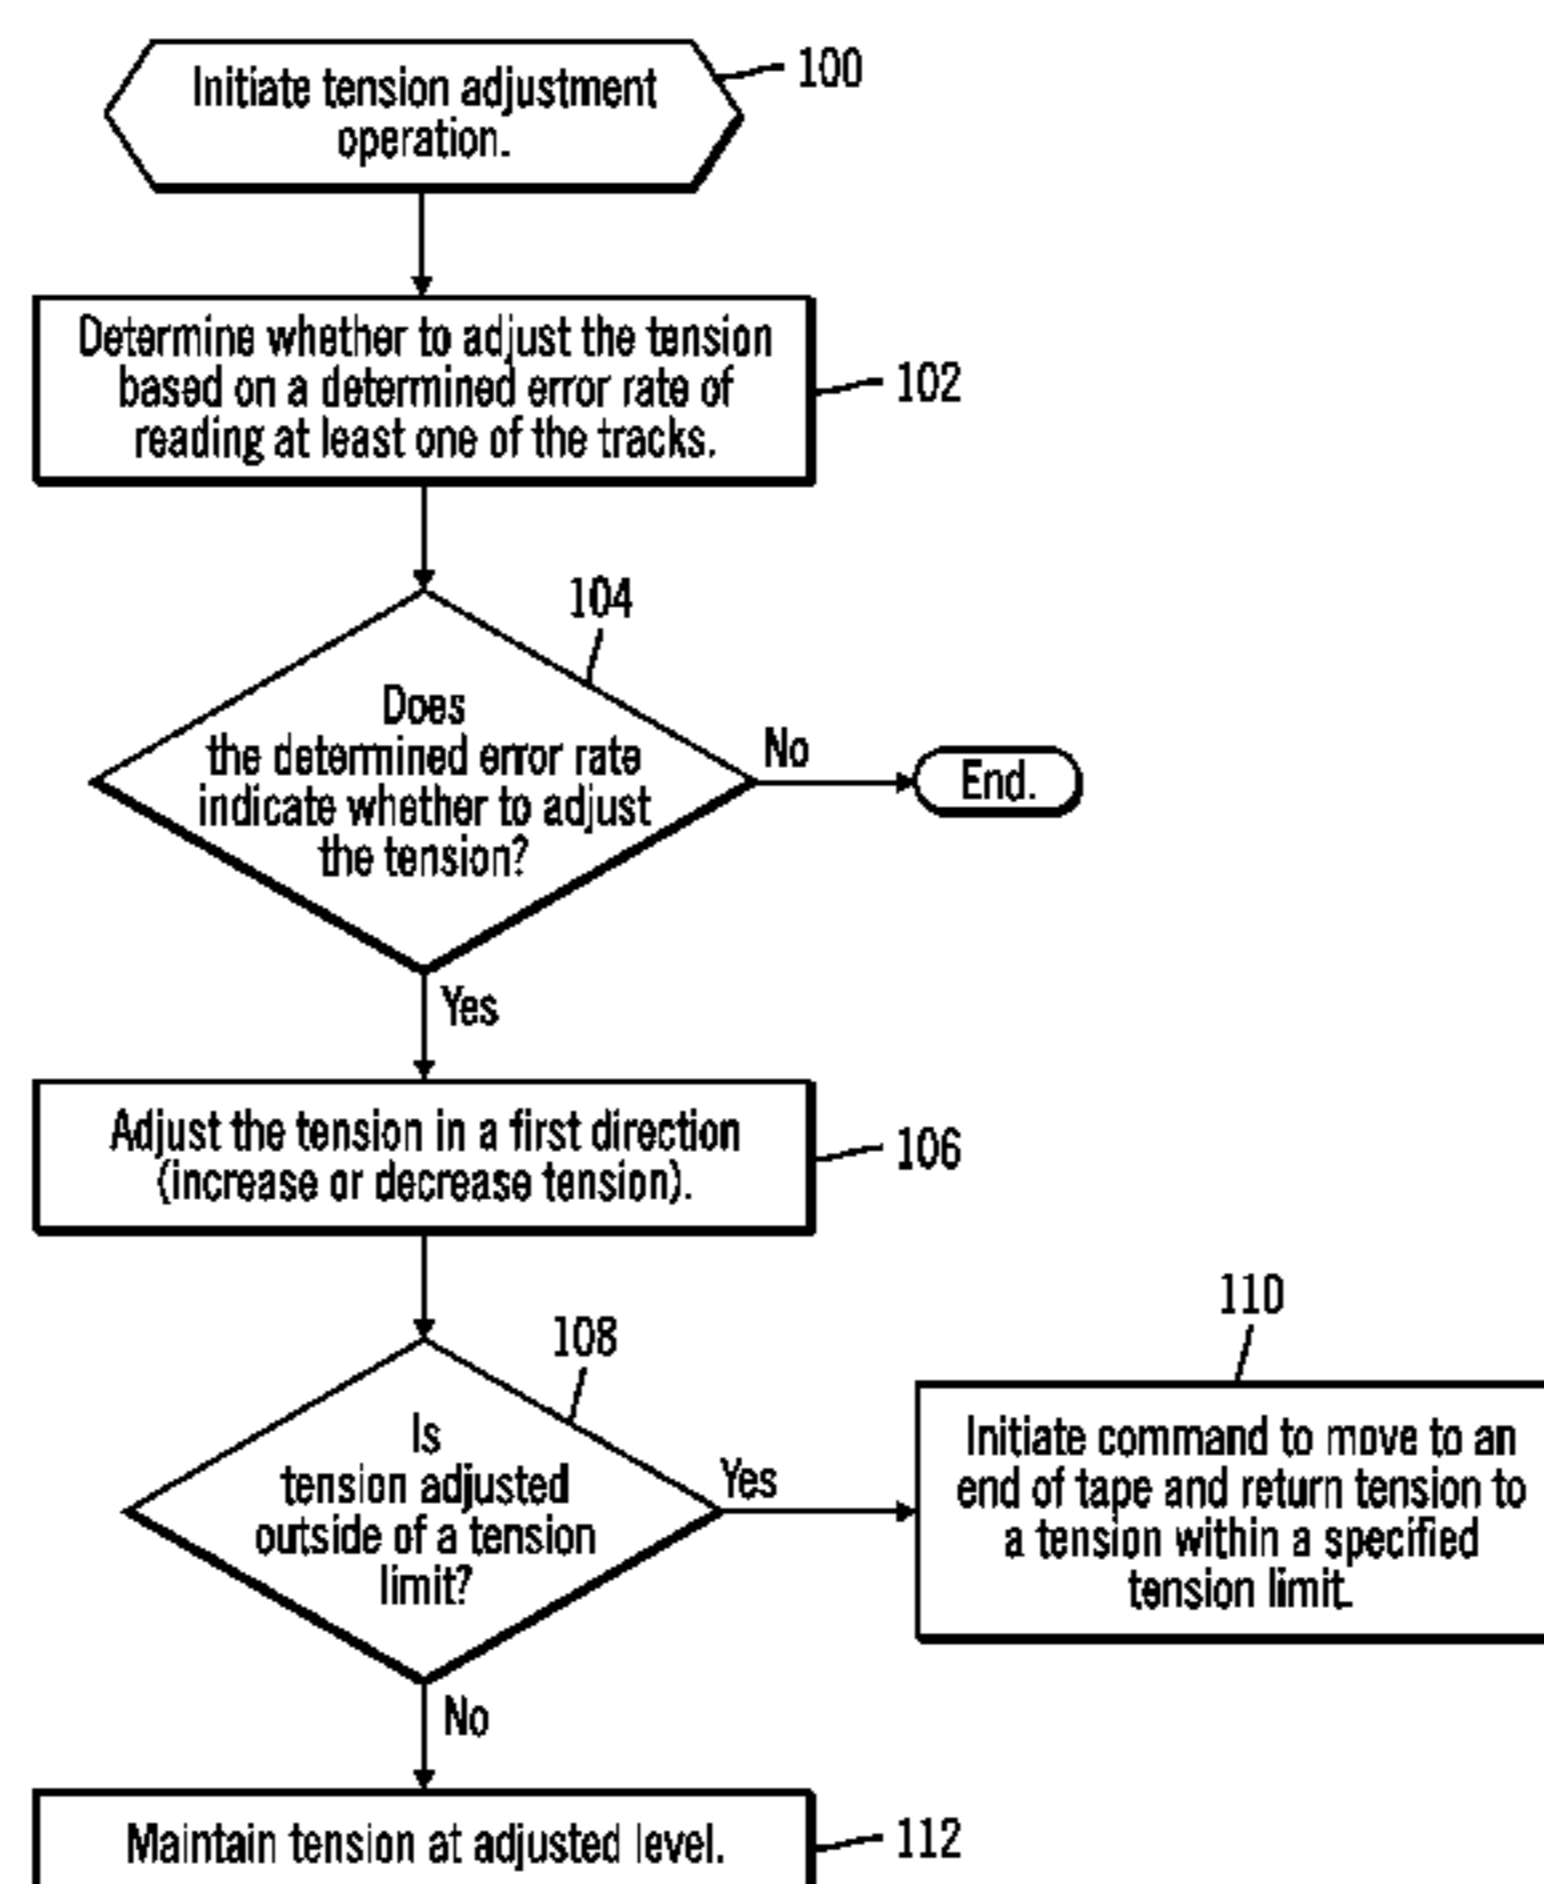 Initiate tension adjustment
operation.
100
Determine whether to adjust the tension
based on a determined error rate of
reading at least one of the tracks.
102
104
Does
the determined error rate
indicate whether to adjust
the tension?
No
End.
Yes
Adjust the tension in a first direction
(increase or decrease tension).
106
108
Is
tension adjusted
outside of a tension
limit?
Yes
110
Initiate command to move to an
end of tape and return tension to
a tension within a specified
tension limit.
No
Maintain tension at adjusted level.
112